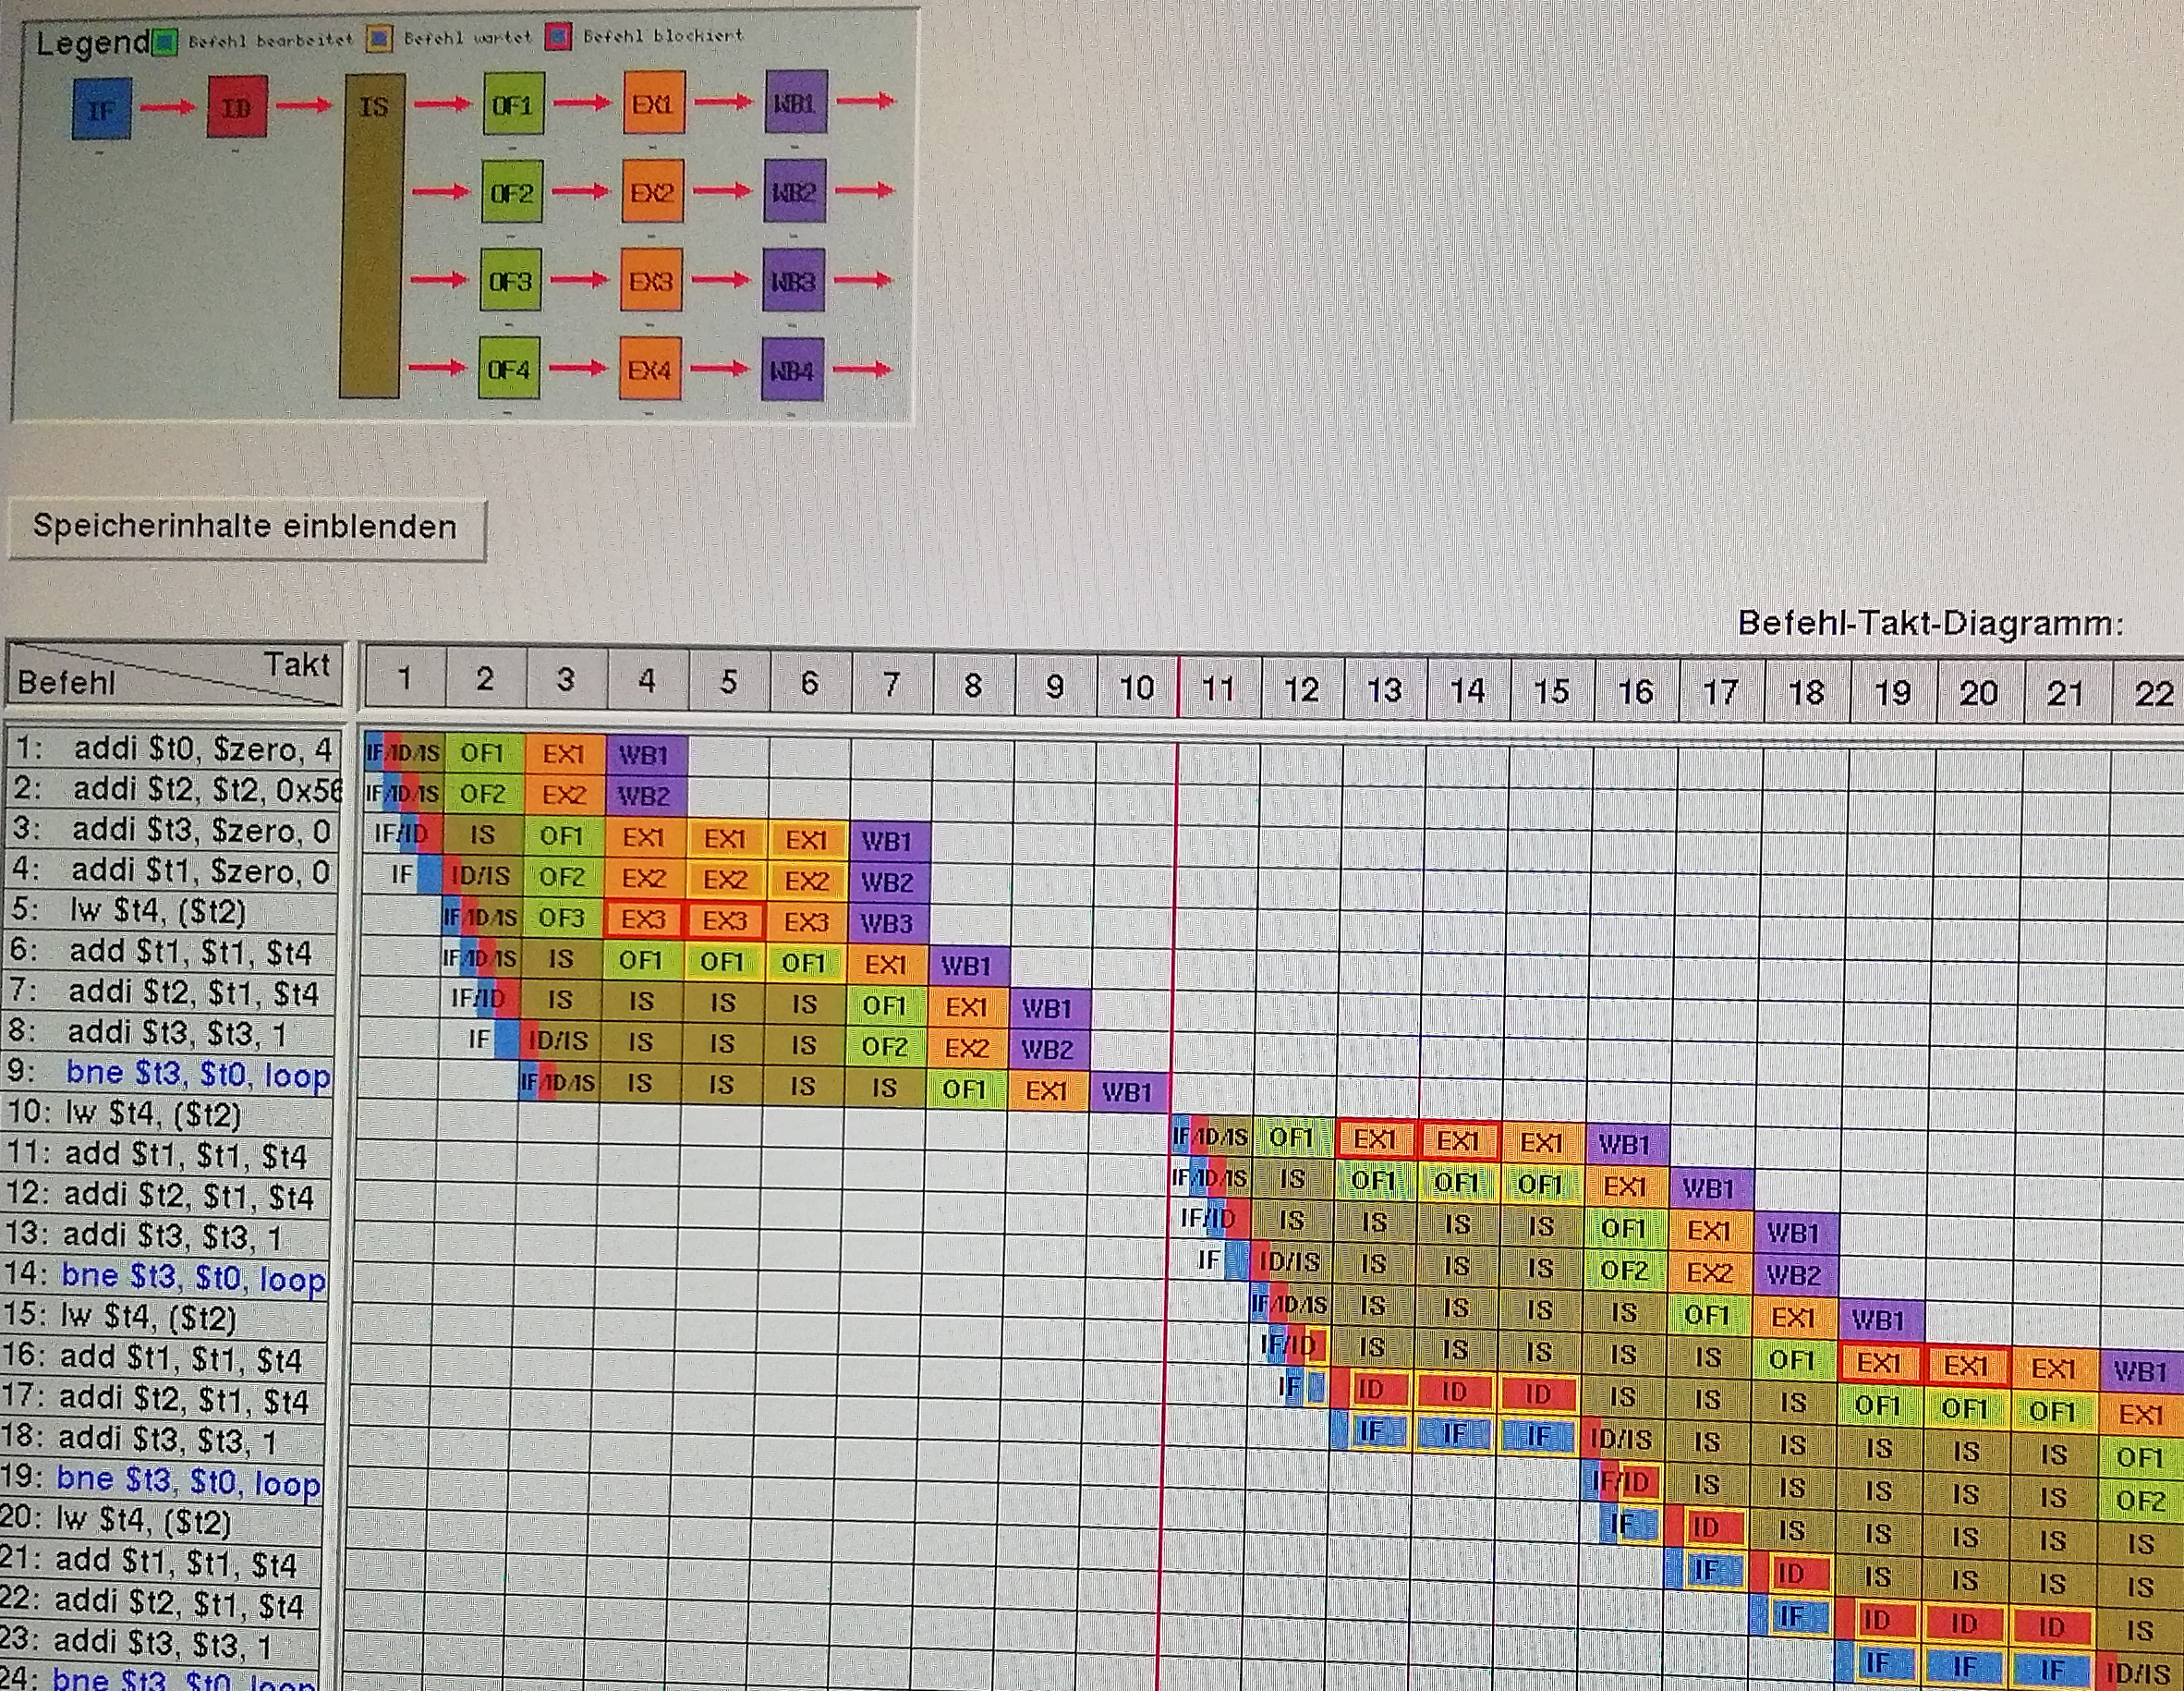 Legend Befehl bearbeitet Befehl wartet Befehl blockiert
IF ID IS OF1 EX1 WB1
OF2 EX2 WB2
OF3 EX3 WB3
OF4 EX4 WB4
Speicherinhalte einblenden
Befehl-Takt-Diagramm:
Befehl Takt 1 2 3 4 5 6 7 8 9 10 11 12 13 14 15 16 17 18 19 20 21 22
1: addi $t0, $zero, 4 IF/ID/IS OF1 EX1 WB1
2: addi $t2, $t2, 0x56 IF/ID/IS OF2 EX2 WB2
3: addi $t3, $zero, 0 IF/ID IS OF1 EX1 EX1 EX1 WB1
4: addi $t1, $zero, 0 IF ID/IS OF2 EX2 EX2 EX2 WB2
5: lw $t4, ($t2) IF/ID/IS OF3 EX3 EX3 EX3 WB3
6: add $t1, $t1, $t4 IF/ID/IS IS OF1 OF1 OF1 EX1 WB1
7: addi $t2, $t1, $t4 IF/ID IS IS IS IS OF1 EX1 WB1
8: addi $t3, $t3, 1 IF ID/IS IS IS IS OF2 EX2 WB2
9: bne $t3, $t0, loop IF/ID/IS IS IS IS IS OF1 EX1 WB1
10: lw $t4, ($t2) IF/ID/IS OF1 EX1 EX1 EX1 WB1
11: add $t1, $t1, $t4 IF/ID/IS IS OF1 OF1 OF1 EX1 WB1
12: addi $t2, $t1, $t4 IF/ID IS IS IS IS OF1 EX1 WB1
13: addi $t3, $t3, 1 IF ID/IS IS IS IS OF2 EX2 WB2
14: bne $t3, $t0, loop IF/ID/IS IS IS IS IS OF1 EX1 WB1
15: lw $t4, ($t2) IF/ID IS IS IS IS IS OF1 EX1 EX1 EX1 WB1
16: add $t1, $t1, $t4 IF ID ID ID IS IS IS OF1 OF1 OF1 EX1
17: addi $t2, $t1, $t4 IF IF IF ID/IS IS IS IS IS IS OF1
18: addi $t3, $t3, 1 IF/ID IS IS IS IS IS OF2
19: bne $t3, $t0, loop IF ID IS IS IS IS IS
20: lw $t4, ($t2) IF ID IS IS IS IS
21: add $t1, $t1, $t4 IF ID ID ID IS
22: addi $t2, $t1, $t4 IF IF IF ID/IS
23: addi $t3, $t3, 1
24: bne $t3, $t0, loop